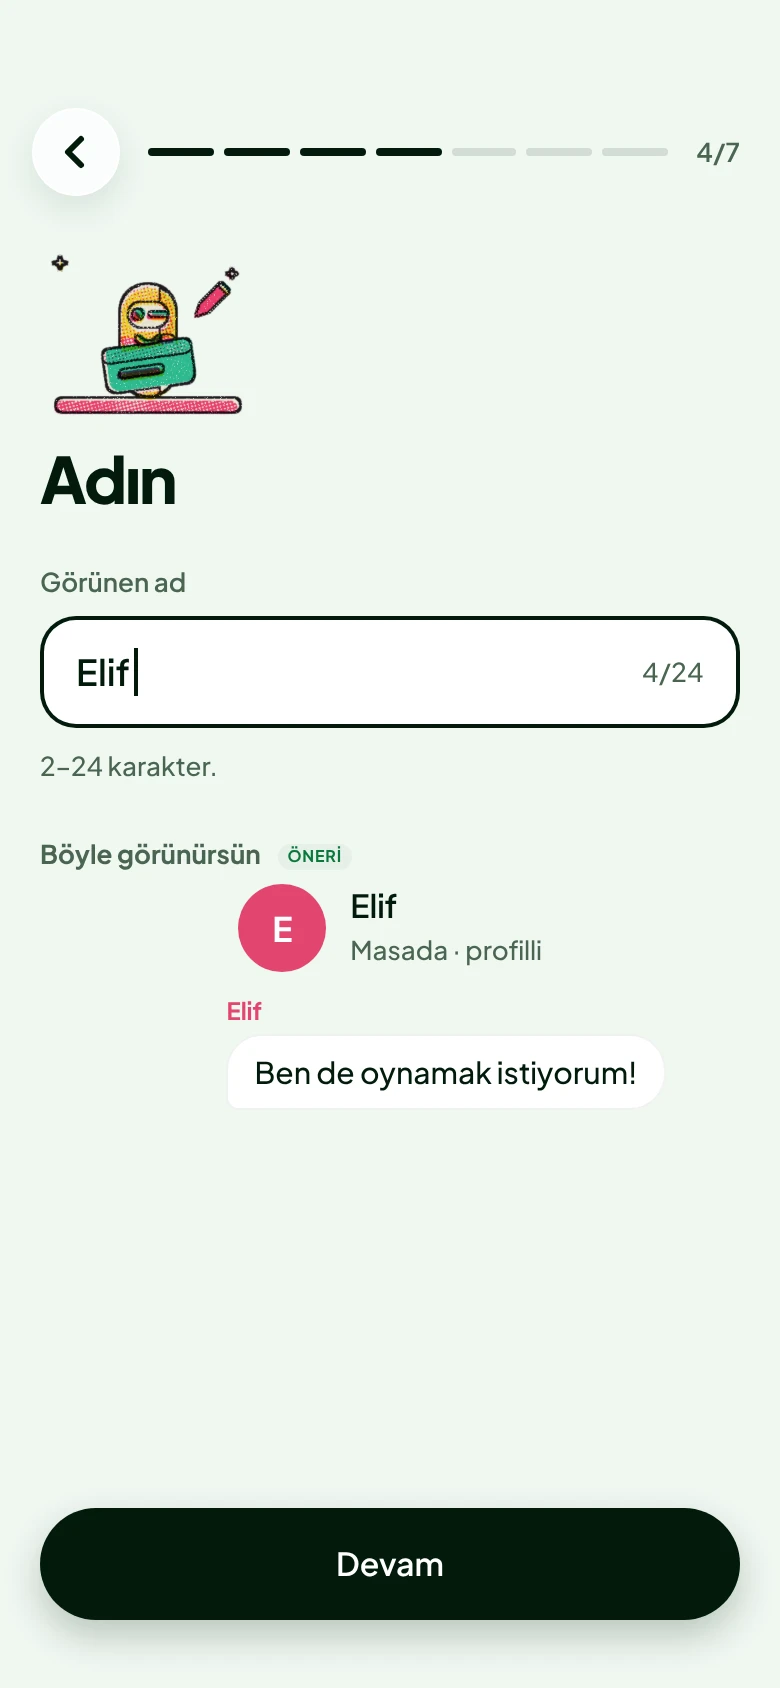 4/7
Adın
Görünen ad
Elif
4/24
2–24 karakter.
Böyle görünürsün ÖNERİ
E
Elif
Masada · profilli
Elif
Ben de oynamak istiyorum!
Devam